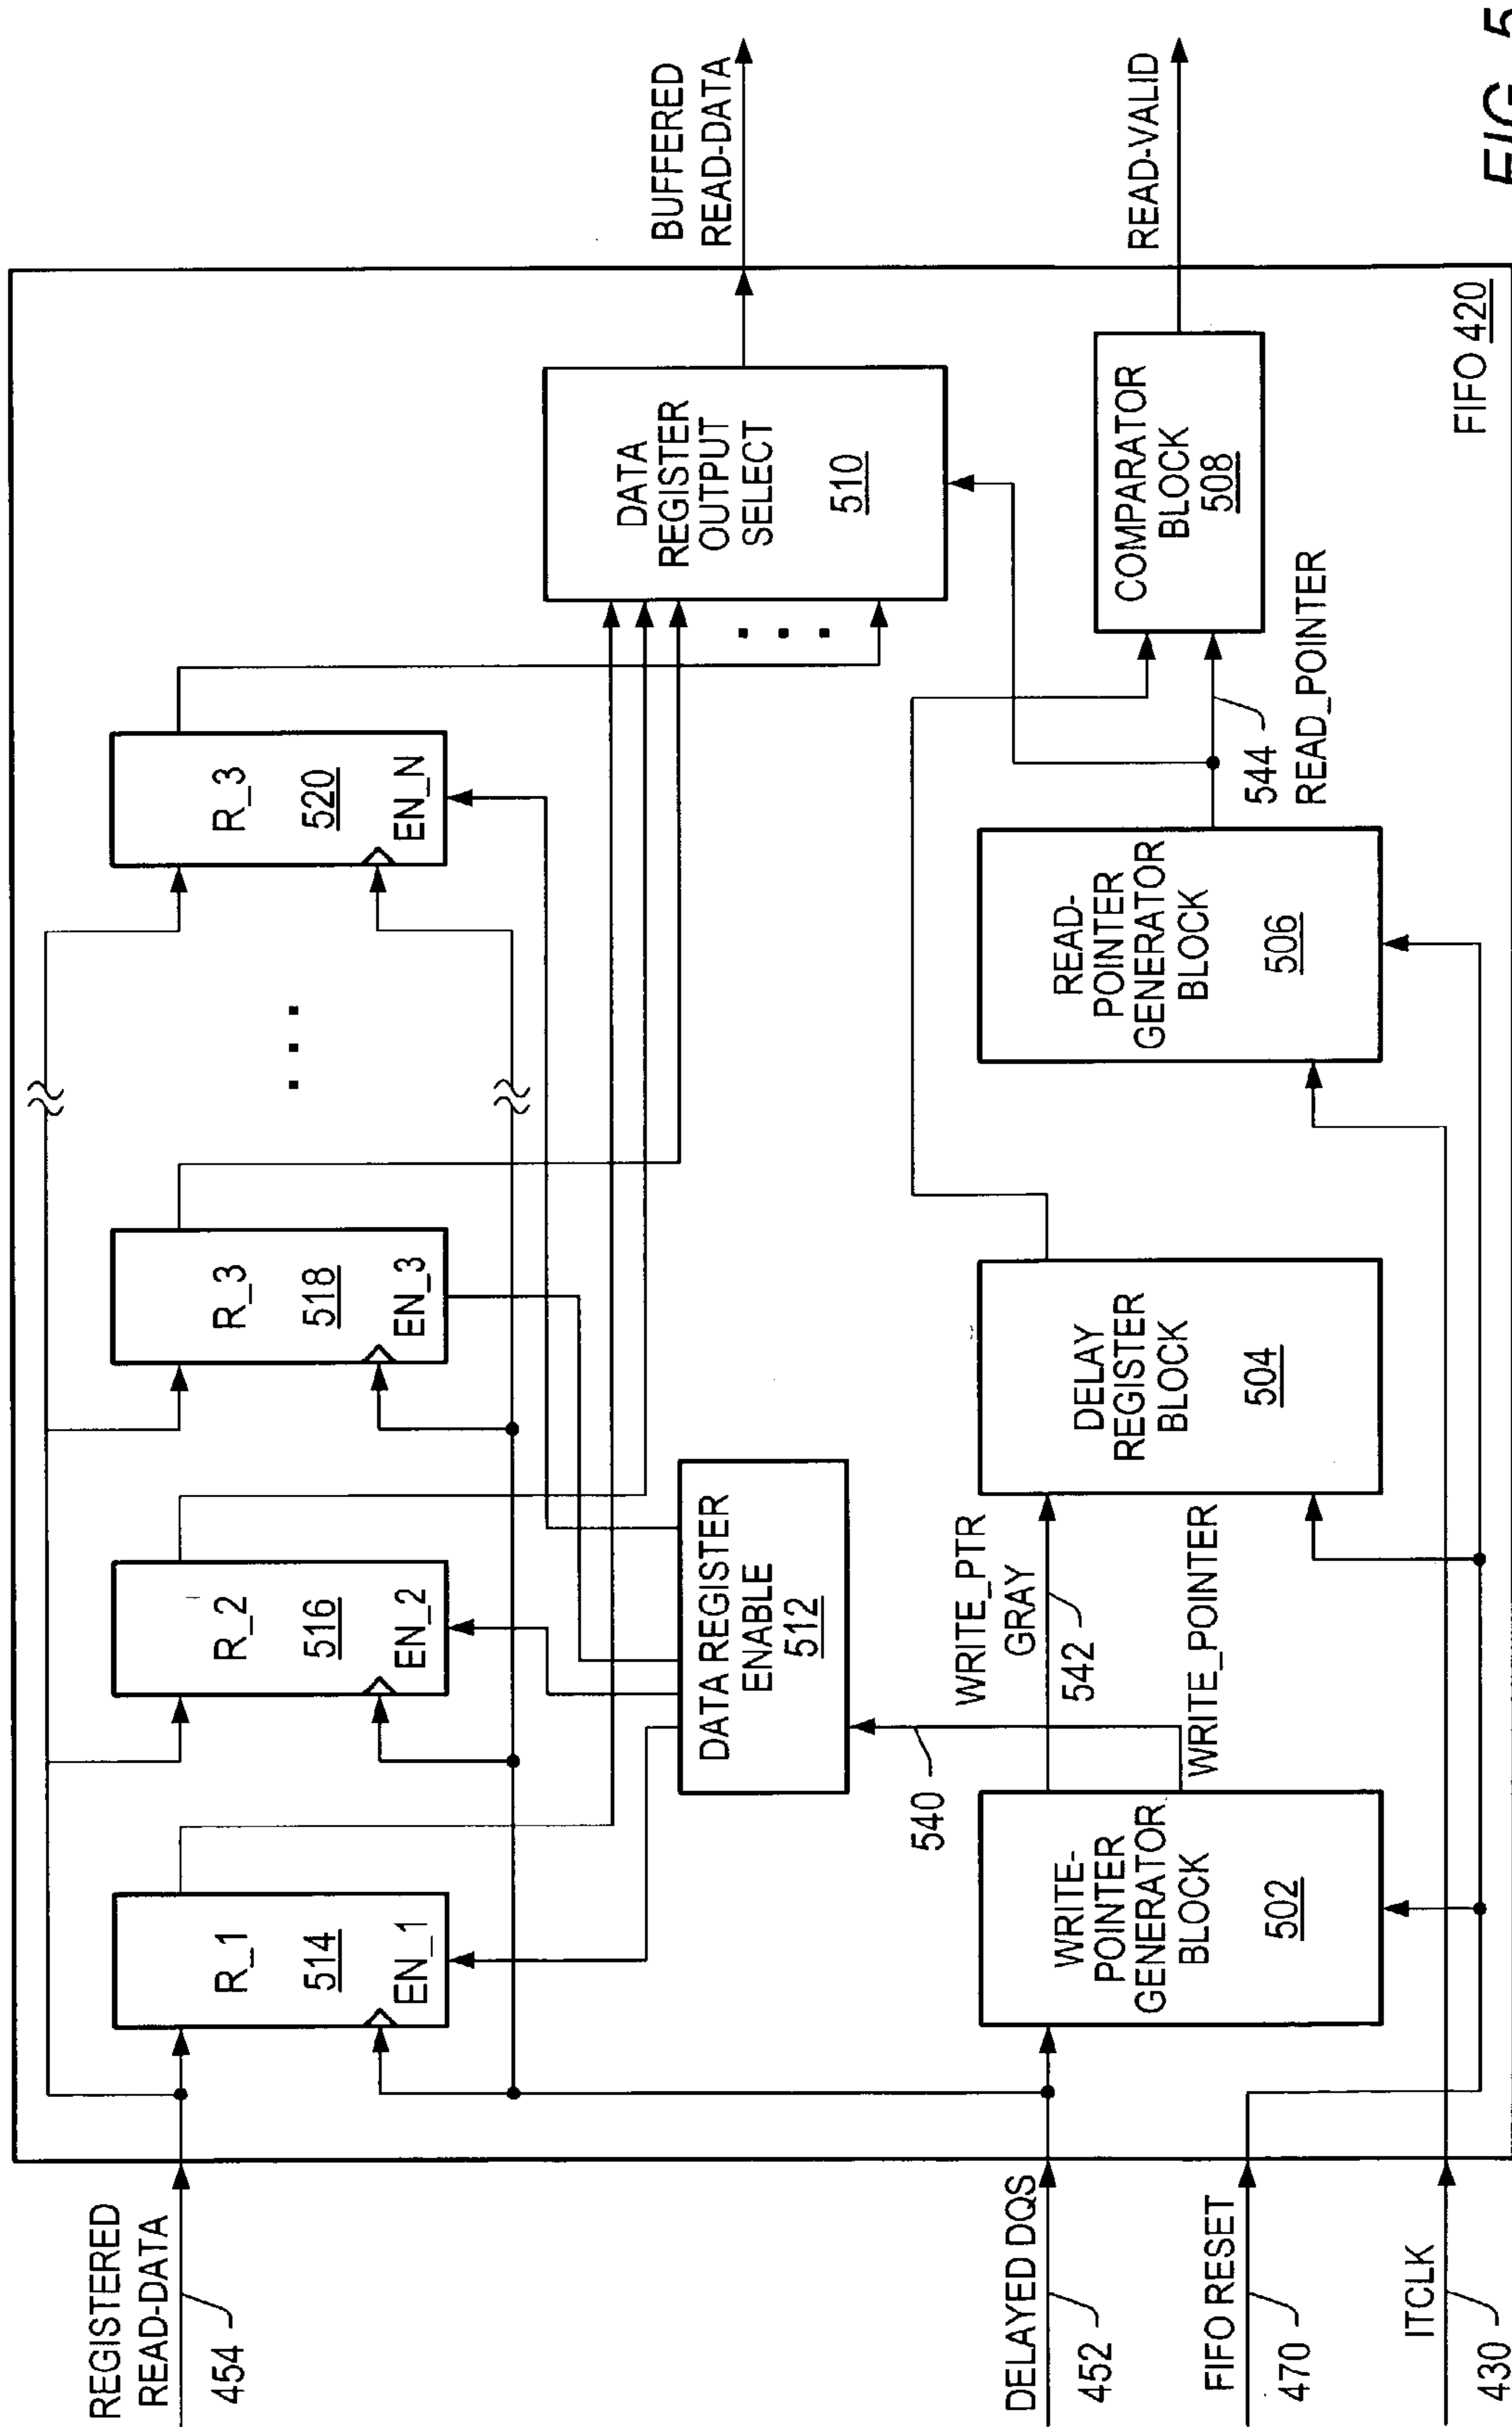 REGISTERED
READ-DATA
454
DELAYED DQS
452
FIFO RESET
470
ITCLK
430
R_1
514
EN_1
R_2
516
EN_2
R_3
518
EN_3
. . .
R_3
520
EN_N
DATA REGISTER
ENABLE
512
540
WRITE-
POINTER
GENERATOR
BLOCK
502
WRITE_PTR
GRAY
542
WRITE_POINTER
DELAY
REGISTER
BLOCK
504
READ-
POINTER
GENERATOR
BLOCK
506
544
READ_POINTER
. . .
DATA
REGISTER
OUTPUT
SELECT
510
COMPARATOR
BLOCK
508
FIFO 420
BUFFERED
READ-DATA
READ-VALID
FIG. 5